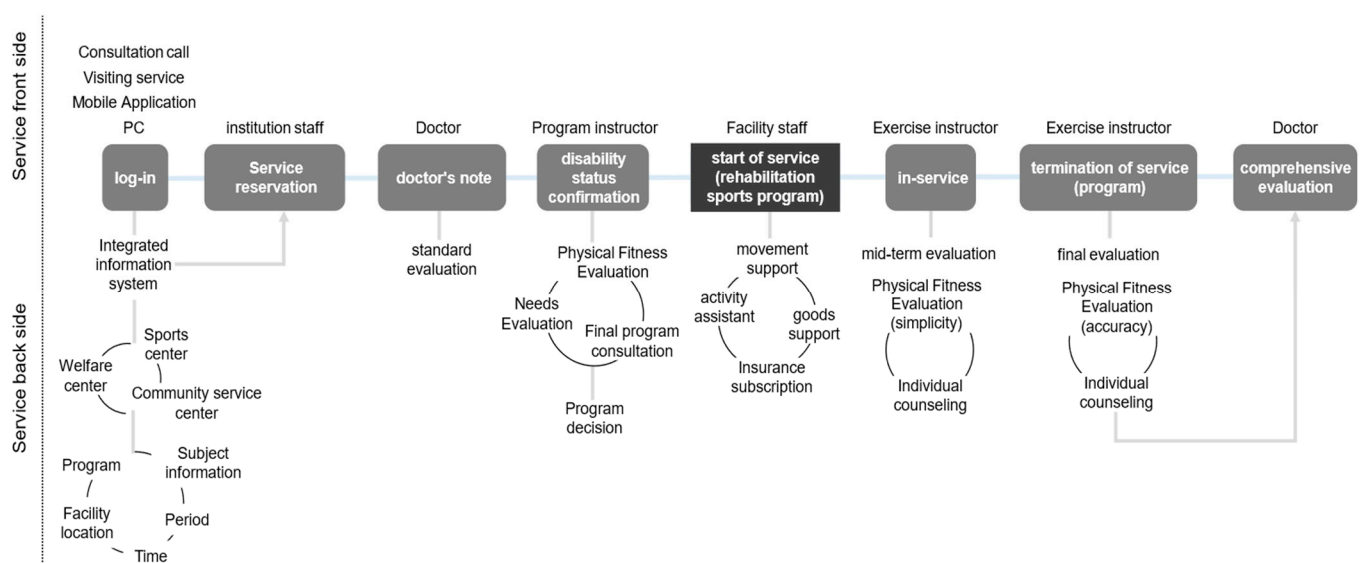 Service front side
Consultation call
Visiting service
Mobile Application
PC
institution staff
Doctor
Program instructor
Facility staff
Exercise instructor
Exercise instructor
Doctor
log-in
Service
reservation
doctor's note
disability
status
confirmation
start of service
(rehabilitation
sports program)
in-service
termination of service
(program)
comprehensive
evaluation
Service back side
Integrated
information
system
Sports
center
Welfare
center
Community service
center
Subject
information
Program
Facility
location
Period
Time
standard
evaluation
Physical Fitness
Evaluation
Needs
Evaluation
Final program
consultation
Program
decision
movement
support
activity
assistant
goods
support
Insurance
subscription
mid-term evaluation
Physical Fitness
Evaluation
(simplicity)
Individual
counseling
final evaluation
Physical Fitness
Evaluation
(accuracy)
Individual
counseling